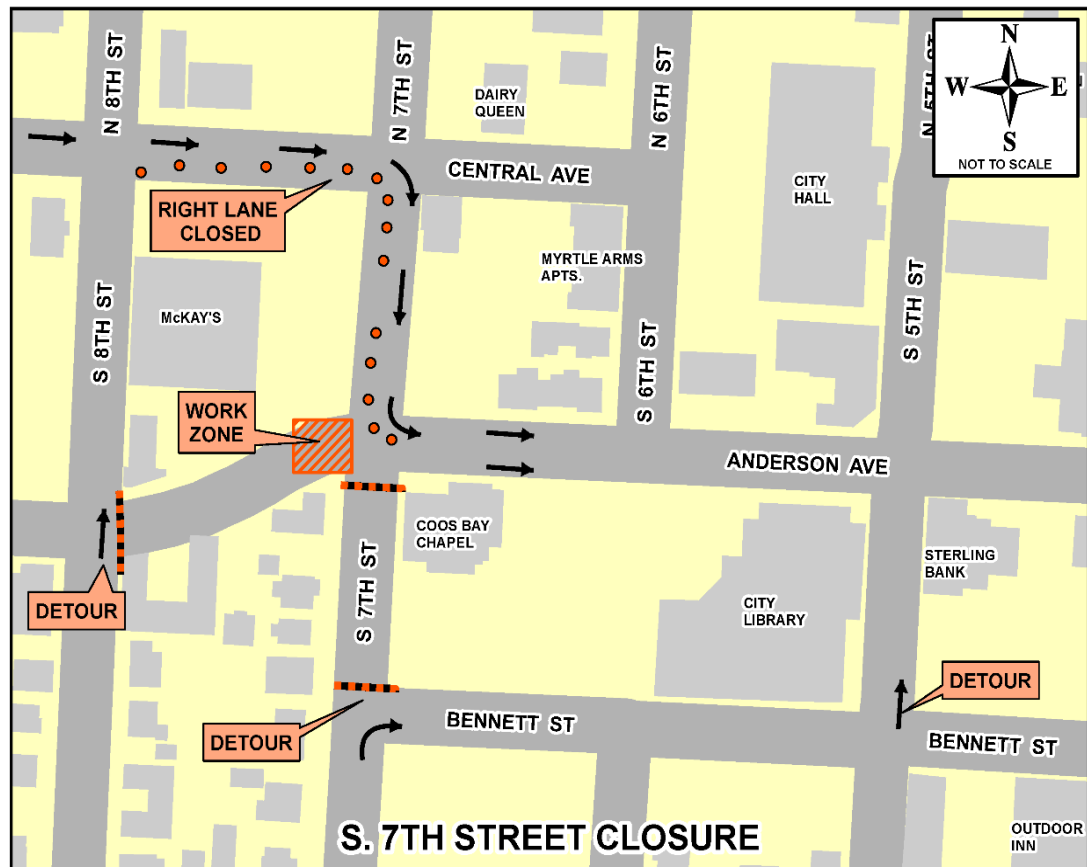 N 8TH ST
N 7TH ST
N 6TH ST
N 5TH ST
N
W
E
S
NOT TO SCALE
DAIRY
QUEEN
CENTRAL AVE
CITY
HALL
RIGHT LANE
CLOSED
MYRTLE ARMS
APTS.
McKAY'S
S 8TH ST
S 6TH ST
S 5TH ST
WORK
ZONE
ANDERSON AVE
COOS BAY
CHAPEL
STERLING
BANK
DETOUR
S 7TH ST
CITY
LIBRARY
DETOUR
DETOUR
BENNETT ST
BENNETT ST
S. 7TH STREET CLOSURE
OUTDOOR
INN